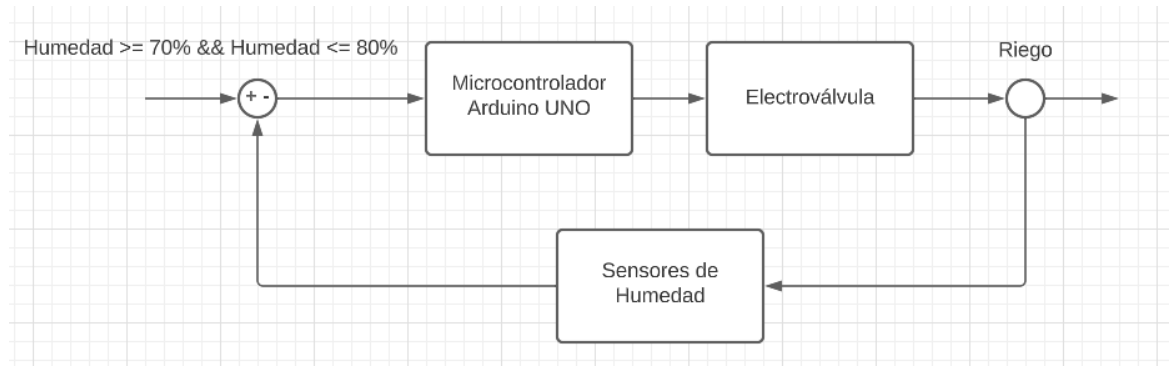 Humedad >= 70% && Humedad <= 80%
Riego
+ -
Microcontrolador
Arduino UNO
Electroválvula
Sensores de
Humedad